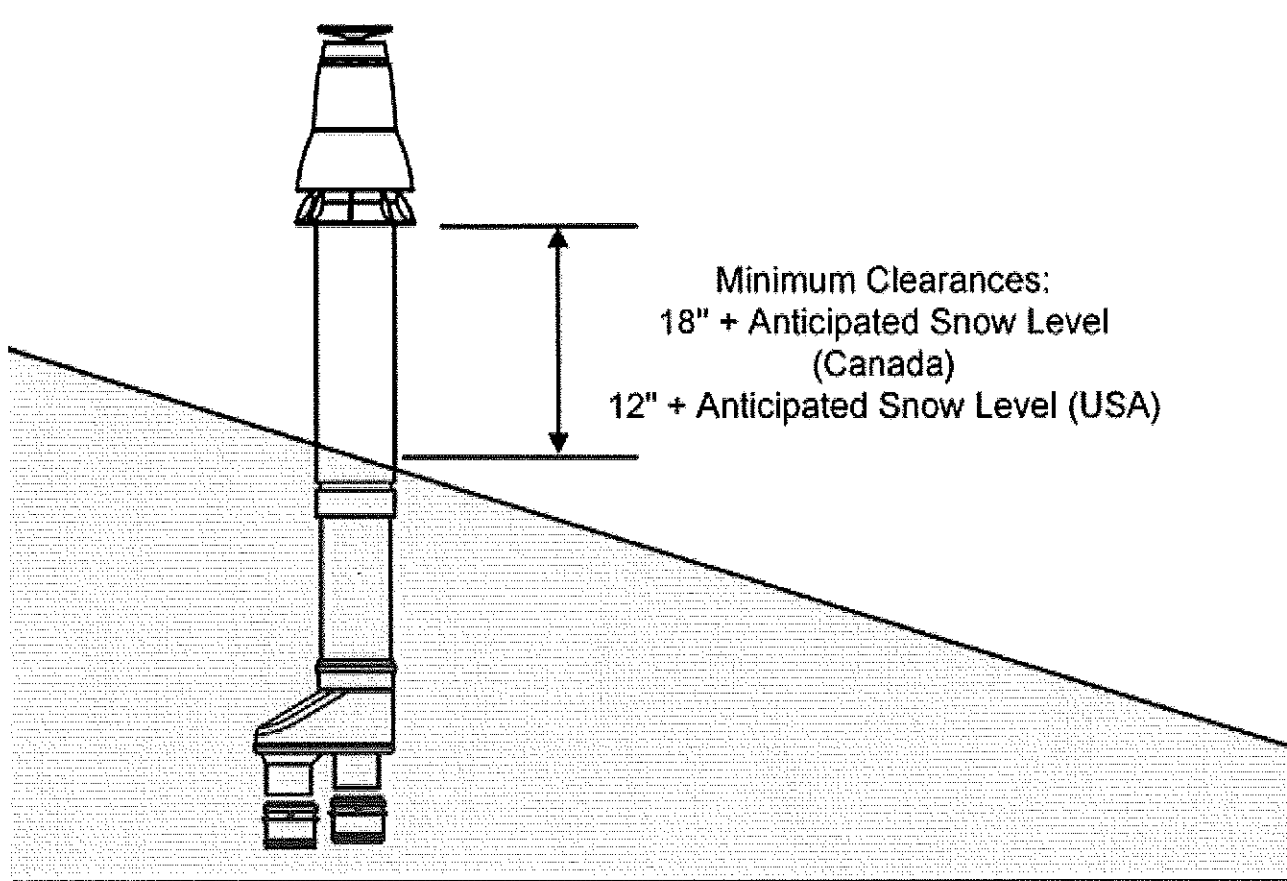 Minimum Clearances:
18" + Anticipated Snow Level
(Canada)
12" + Anticipated Snow Level (USA)